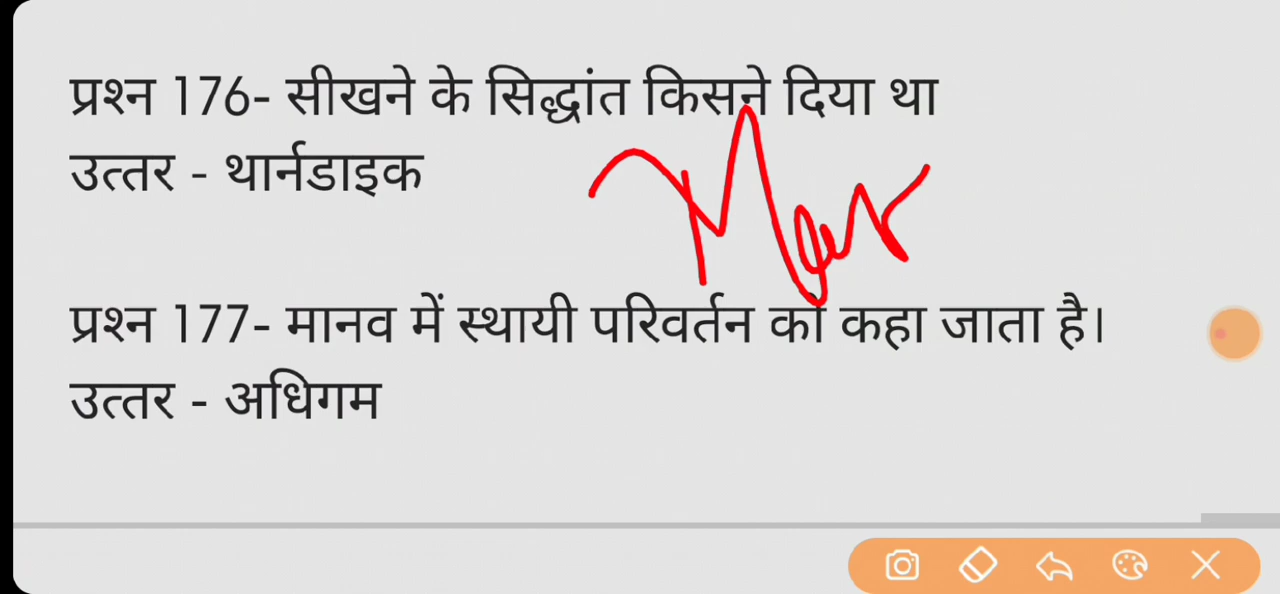 प्रश्न 176- सीखने के सिद्धांत किसने दिया था
उत्तर - थार्नडाइक
प्रश्न 177- मानव में स्थायी परिवर्तन को कहा जाता है।
उत्तर - अधिगम